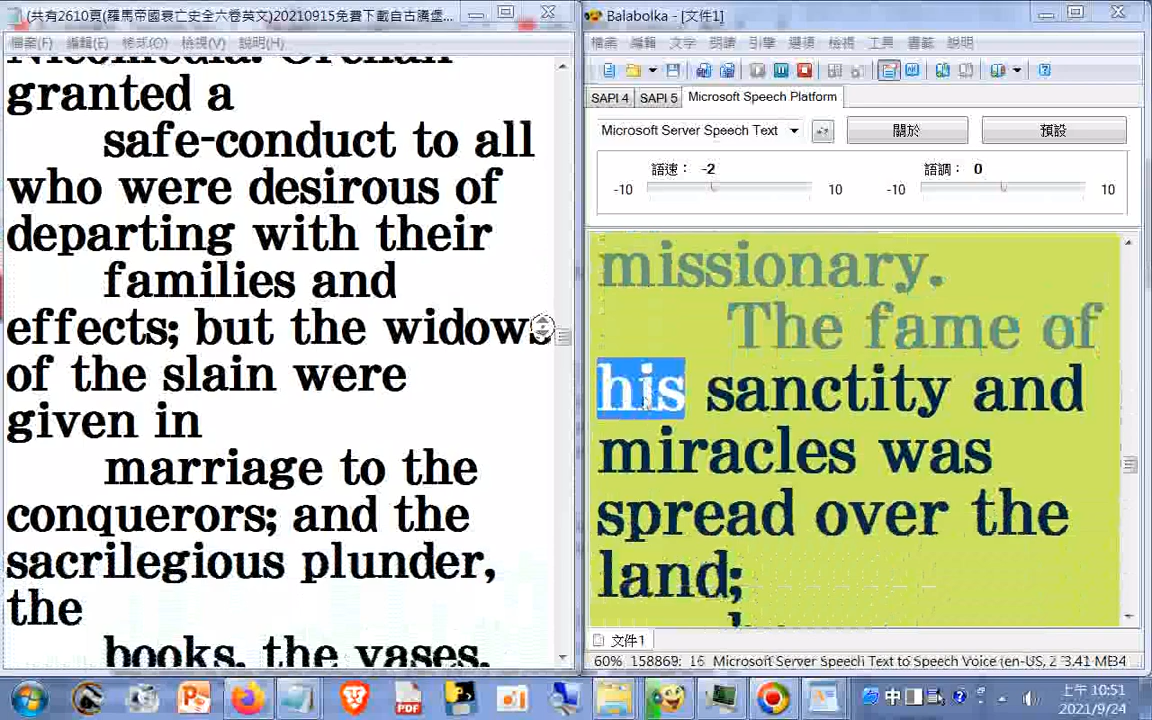 (共有2610頁(羅馬帝國衰亡史全六卷英文)20210915免費下載自古騰堡...
檔案(F) 編輯(E) 格式(O) 檢視(V) 說明(H)
Nicomedia. Orchan
granted a
safe-conduct to all
who were desirous of
departing with their
families and
effects; but the widows
of the slain were
given in
marriage to the
conquerors; and the
sacrilegious plunder,
the
books, the vases,
Balabolka - [文件1]
檔案 編輯 文字 朗讀 引擎 選項 檢視 工具 書籤 說明
SAPI 4 SAPI 5 Microsoft Speech Platform
Microsoft Server Speech Text 關於 預設
語速： -2 語調： 0
-10 10 -10 10
missionary.
The fame of
his sanctity and
miracles was
spread over the
land;
文件1
60% 158869: 16 Microsoft Server Speech Text to Speech Voice (en-US, Z 3.41 MB34
中
上午 10:51
2021/9/24